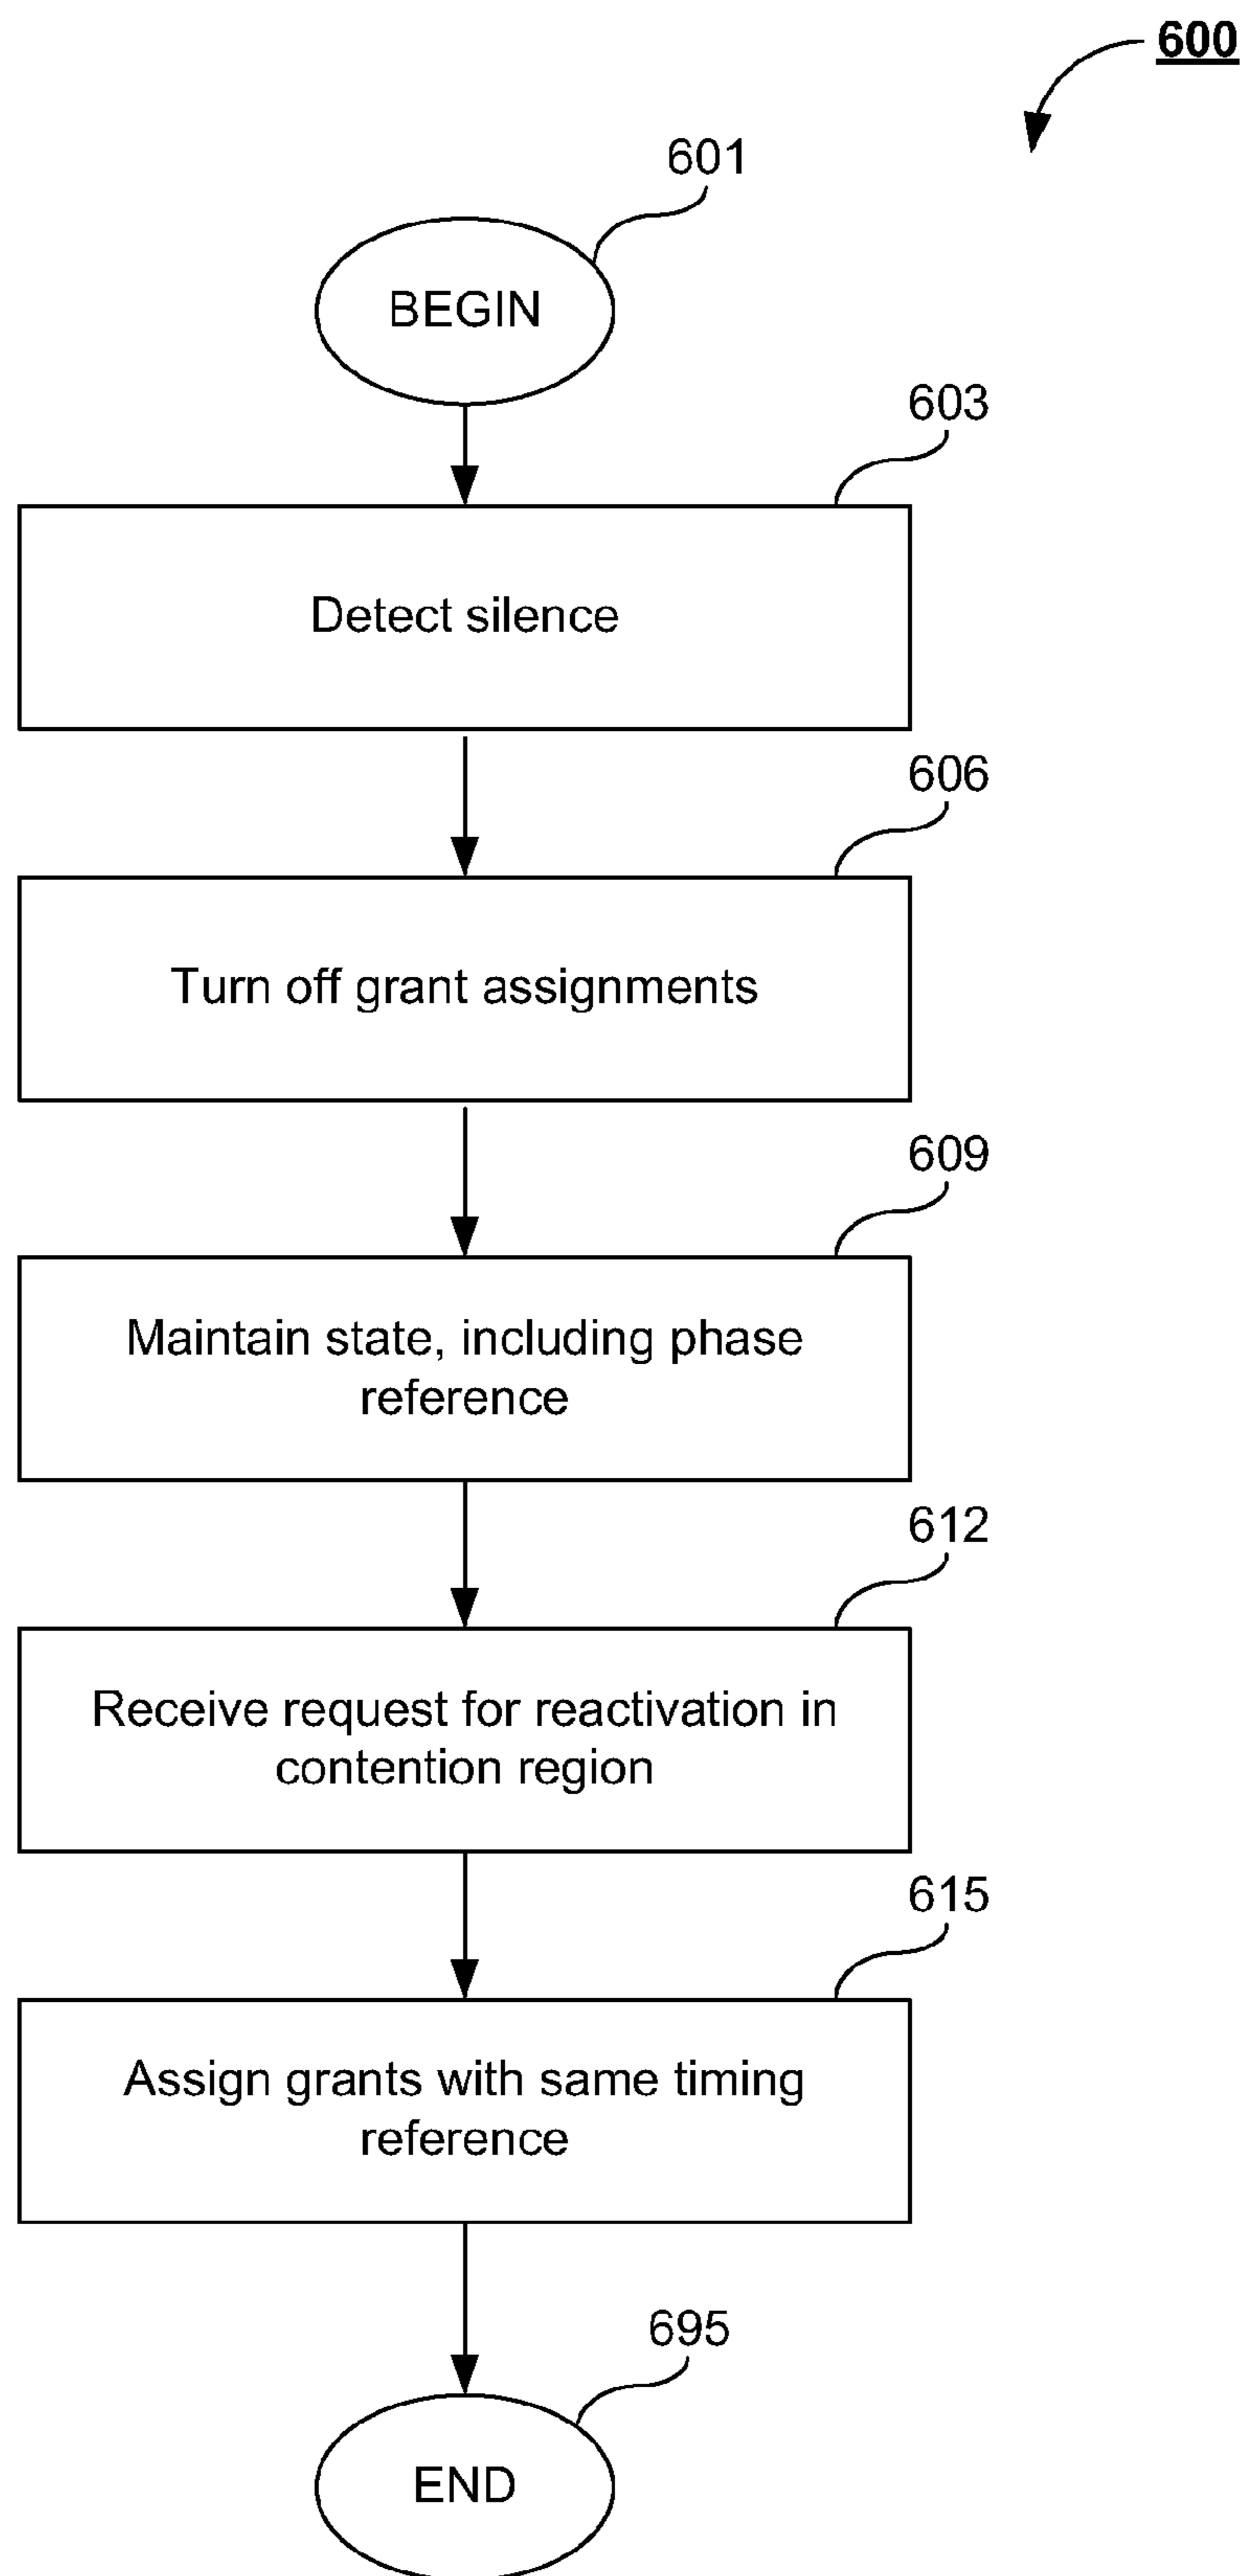 600
601
BEGIN
603
Detect silence
606
Turn off grant assignments
609
Maintain state, including phase
reference
612
Receive request for reactivation in
contention region
615
Assign grants with same timing
reference
695
END